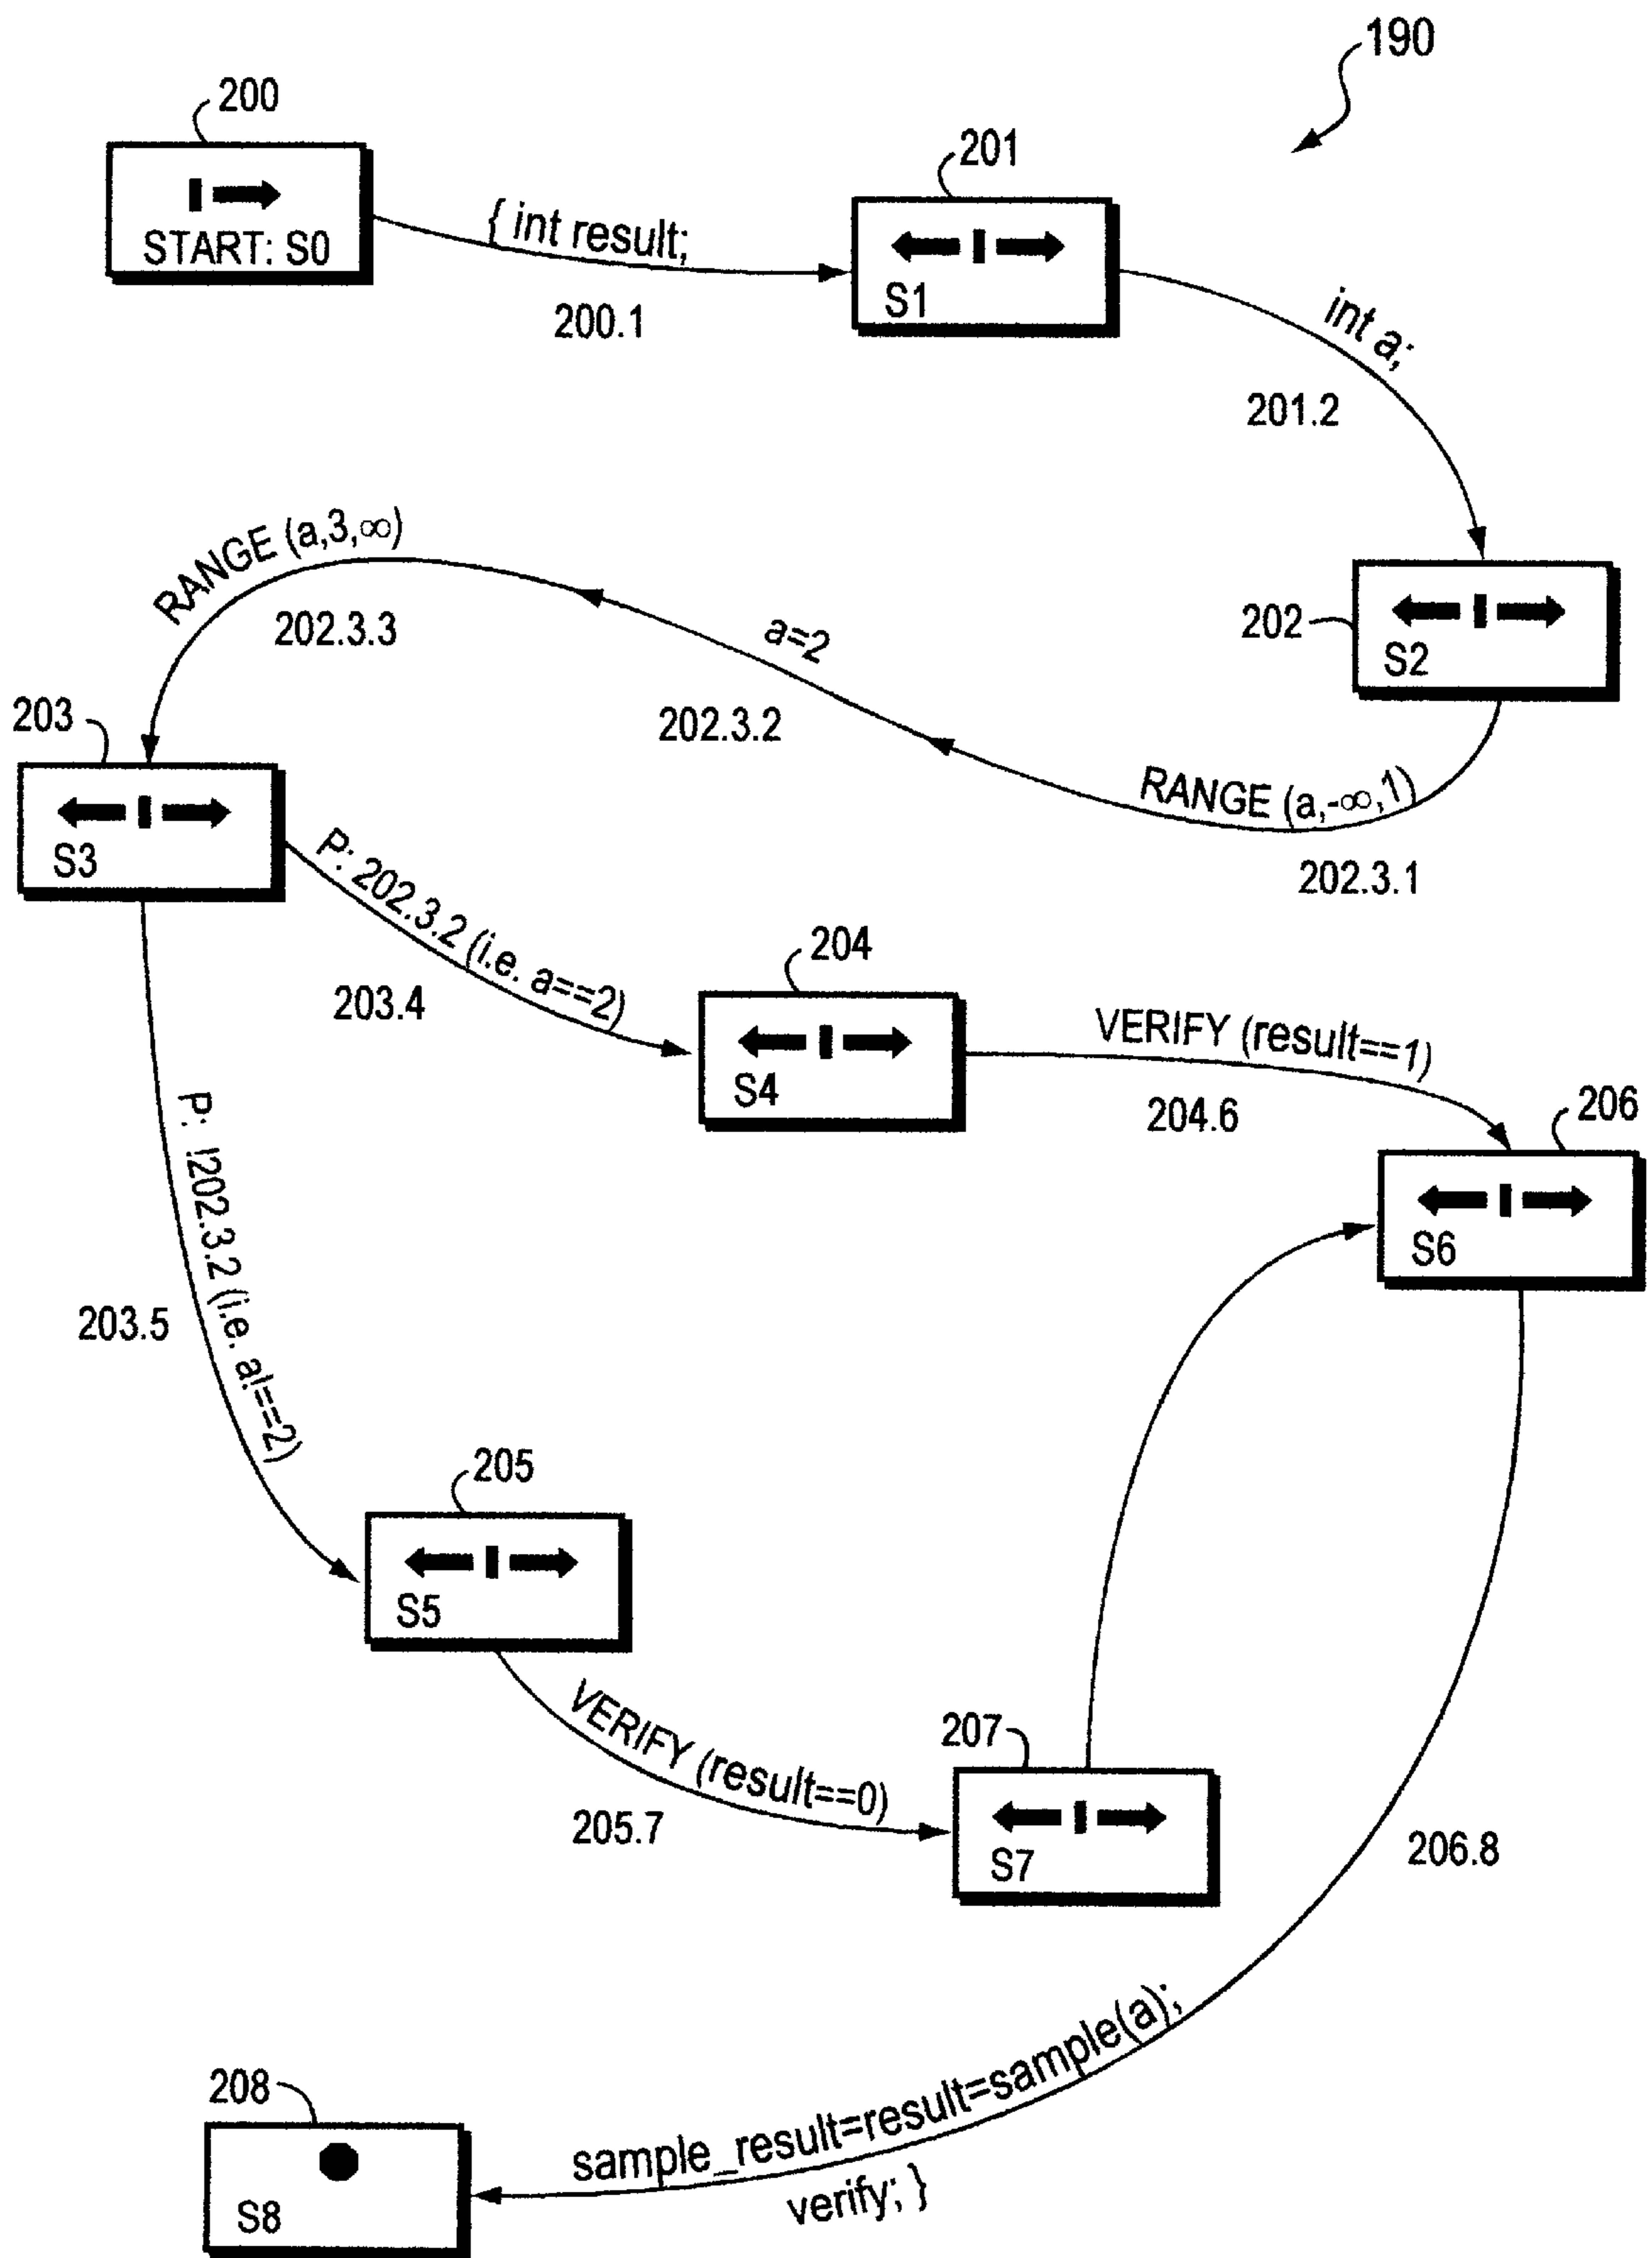 190
200
START: S0
{ int result;
200.1
201
S1
int a;
201.2
202
S2
RANGE (a,-∞,1)
202.3.1
a=2
202.3.2
RANGE (a,3,∞)
202.3.3
203
S3
P: 202.3.2 (i.e. a==2)
203.4
204
S4
VERIFY (result==1)
204.6
206
S6
P: !202.3.2 (i.e. a!==2)
203.5
205
S5
VERIFY (result==0)
205.7
207
S7
206.8
sample_result=result=sample(a);
verify; }
208
S8